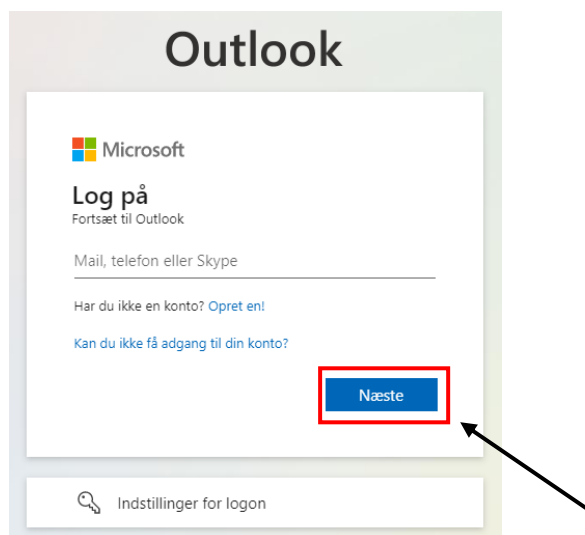 Outlook
Microsoft
Log på
Fortsæt til Outlook
Mail, telefon eller Skype
Har du ikke en konto? Opret en!
Kan du ikke få adgang til din konto?
Næste
Indstillinger for logon